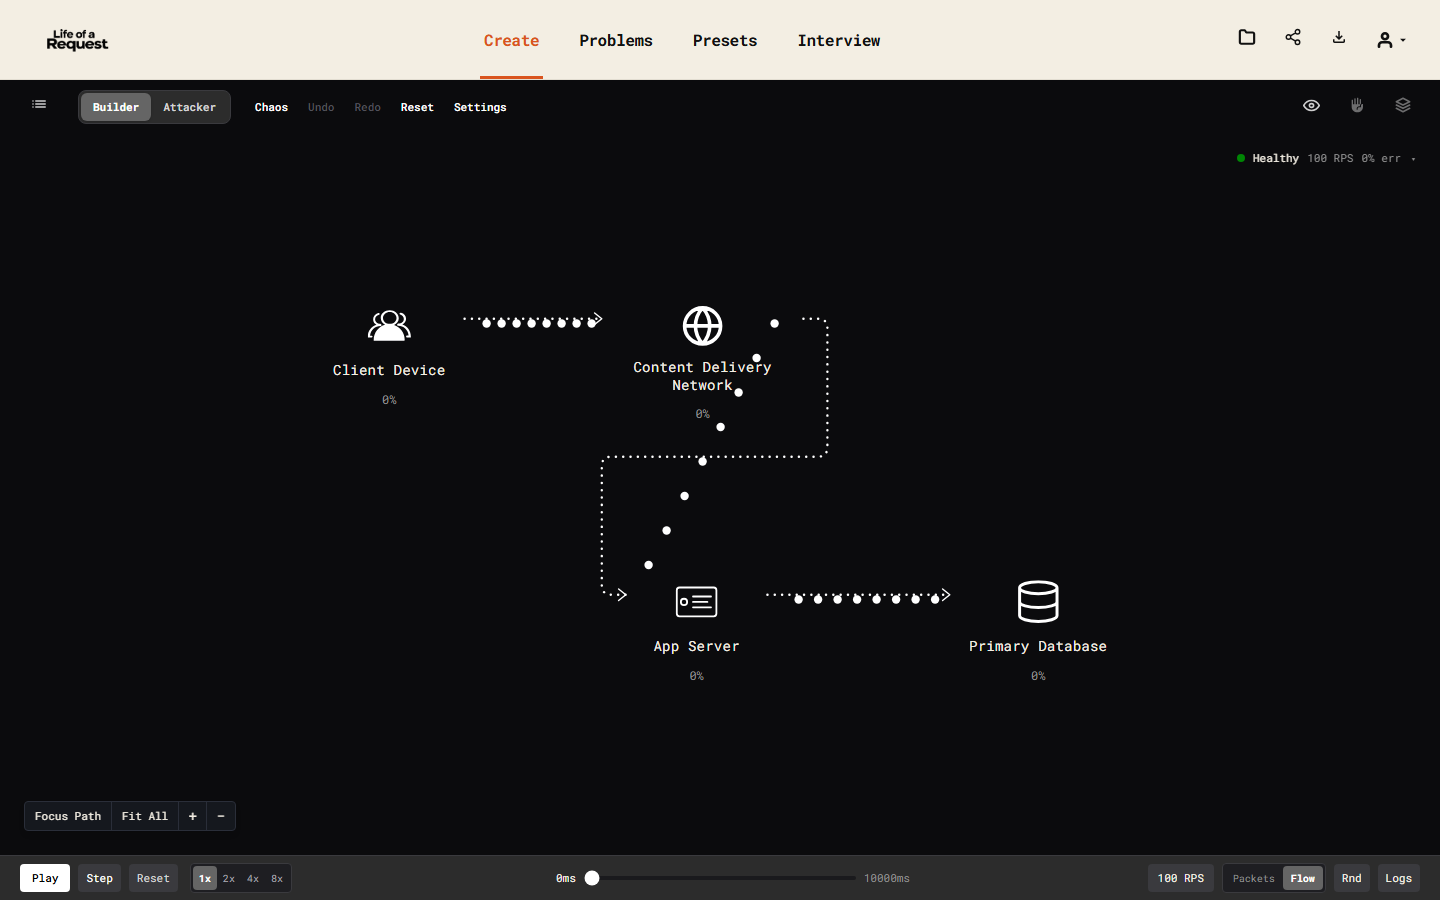 Life of a
Request
Create
Problems
Presets
Interview
Builder
Attacker
Chaos
Undo
Redo
Reset
Settings
Healthy 100 RPS 0% err
Client Device
0%
Content Delivery
Network
0%
App Server
0%
Primary Database
0%
Focus Path
Fit All
+
−
Play
Step
Reset
1x
2x
4x
8x
0ms
10000ms
100 RPS
Packets
Flow
Rnd
Logs